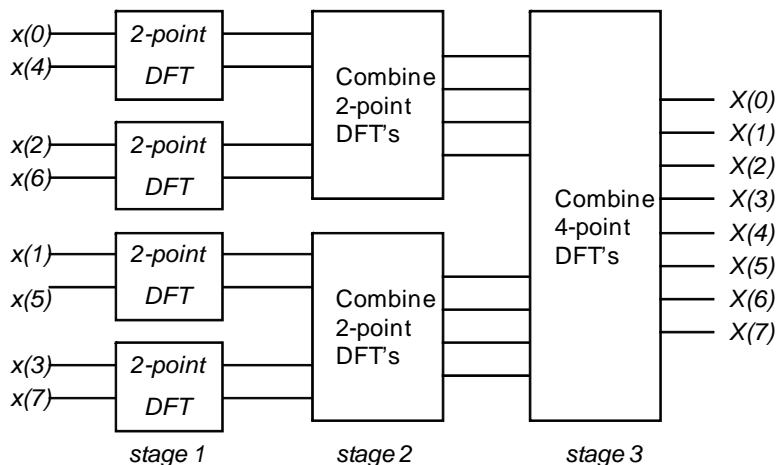 x(0)
x(4)
2-point
DFT
x(2)
x(6)
2-point
DFT
x(1)
x(5)
2-point
DFT
x(3)
x(7)
2-point
DFT
Combine
2-point
DFT's
Combine
2-point
DFT's
Combine
4-point
DFT's
X(0)
X(1)
X(2)
X(3)
X(4)
X(5)
X(6)
X(7)
stage 1
stage 2
stage 3